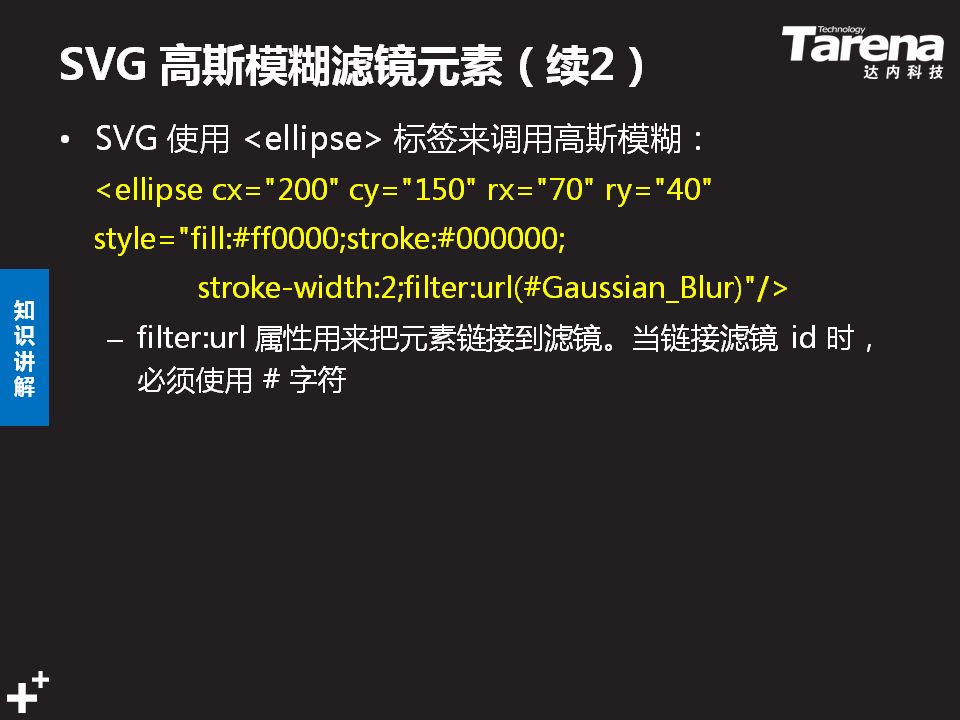 SVG 高斯模糊滤镜元素（续2）
Technology
Tarena
达内科技
• SVG 使用 <ellipse> 标签来调用高斯模糊：
<ellipse cx="200" cy="150" rx="70" ry="40"
style="fill:#ff0000;stroke:#000000;
stroke-width:2;filter:url(#Gaussian_Blur)"/>
– filter:url 属性用来把元素链接到滤镜。当链接滤镜 id 时，
必须使用 # 字符
知
识
讲
解